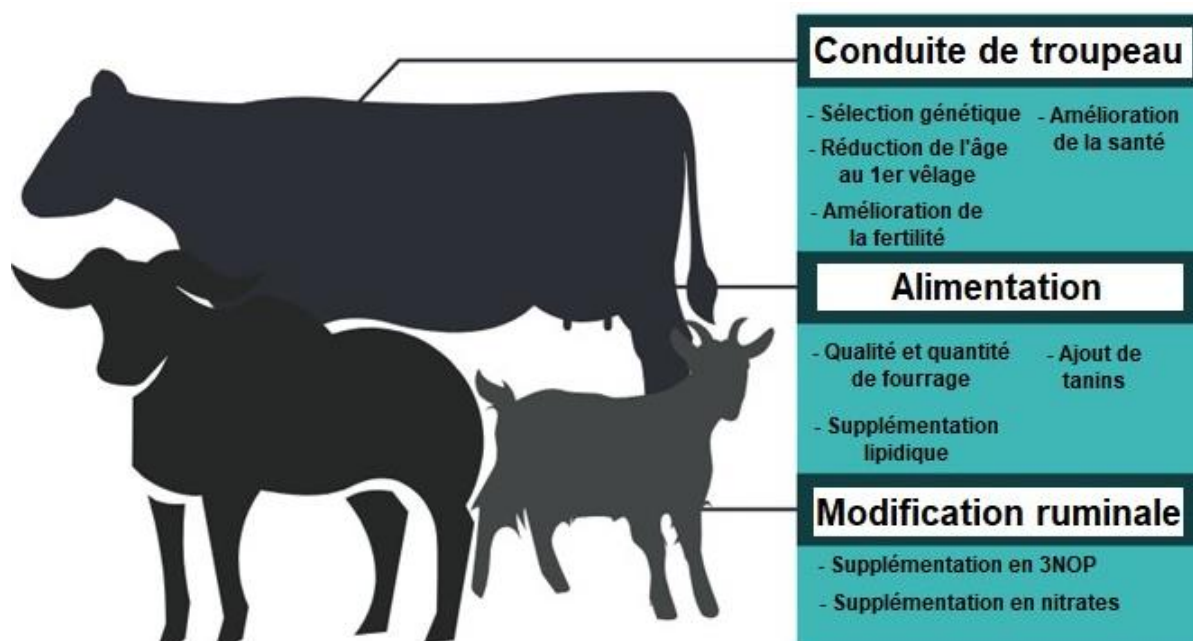 Conduite de troupeau
- Sélection génétique
- Réduction de l'âge
au 1er vêlage
- Amélioration de
la fertilité
- Amélioration
de la santé
Alimentation
- Qualité et quantité
de fourrage
- Supplémentation
lipidique
- Ajout de
tanins
Modification ruminale
- Supplémentation en 3NOP
- Supplémentation en nitrates